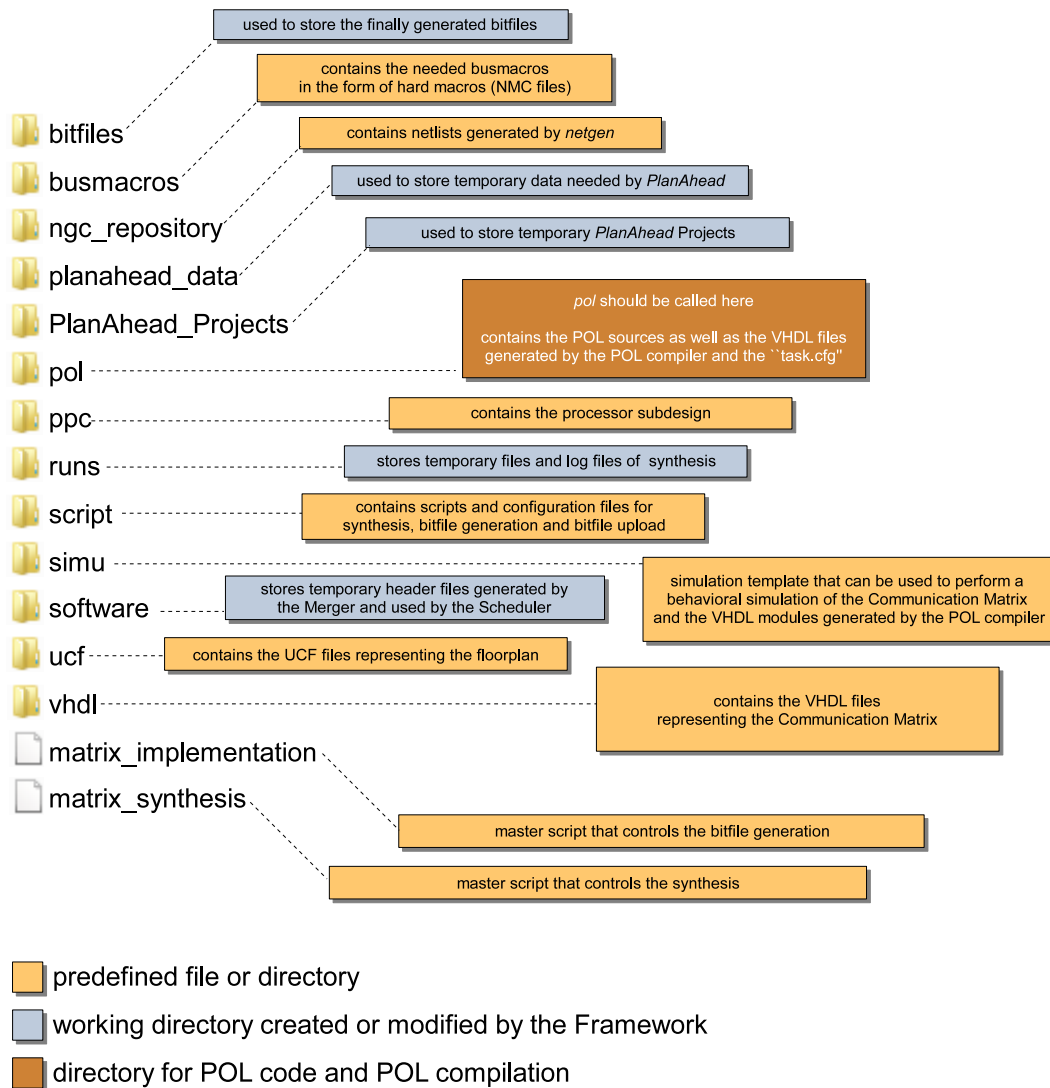 used to store the finally generated bitfiles
contains the needed busmacros
in the form of hard macros (NMC files)
bitfiles
contains netlists generated by netgen
busmacros
used to store temporary data needed by PlanAhead
ngc_repository
used to store temporary PlanAhead Projects
planahead_data
PlanAhead_Projects
pol should be called here
contains the POL sources as well as the VHDL files
generated by the POL compiler and the ``task.cfg"
pol
ppc
contains the processor subdesign
runs
stores temporary files and log files of synthesis
script
contains scripts and configuration files for
synthesis, bitfile generation and bitfile upload
simu
simulation template that can be used to perform a
behavioral simulation of the Communication Matrix
and the VHDL modules generated by the POL compiler
software
stores temporary header files generated by
the Merger and used by the Scheduler
ucf
contains the UCF files representing the floorplan
vhdl
contains the VHDL files
representing the Communication Matrix
matrix_implementation
matrix_synthesis
master script that controls the bitfile generation
master script that controls the synthesis
predefined file or directory
working directory created or modified by the Framework
directory for POL code and POL compilation